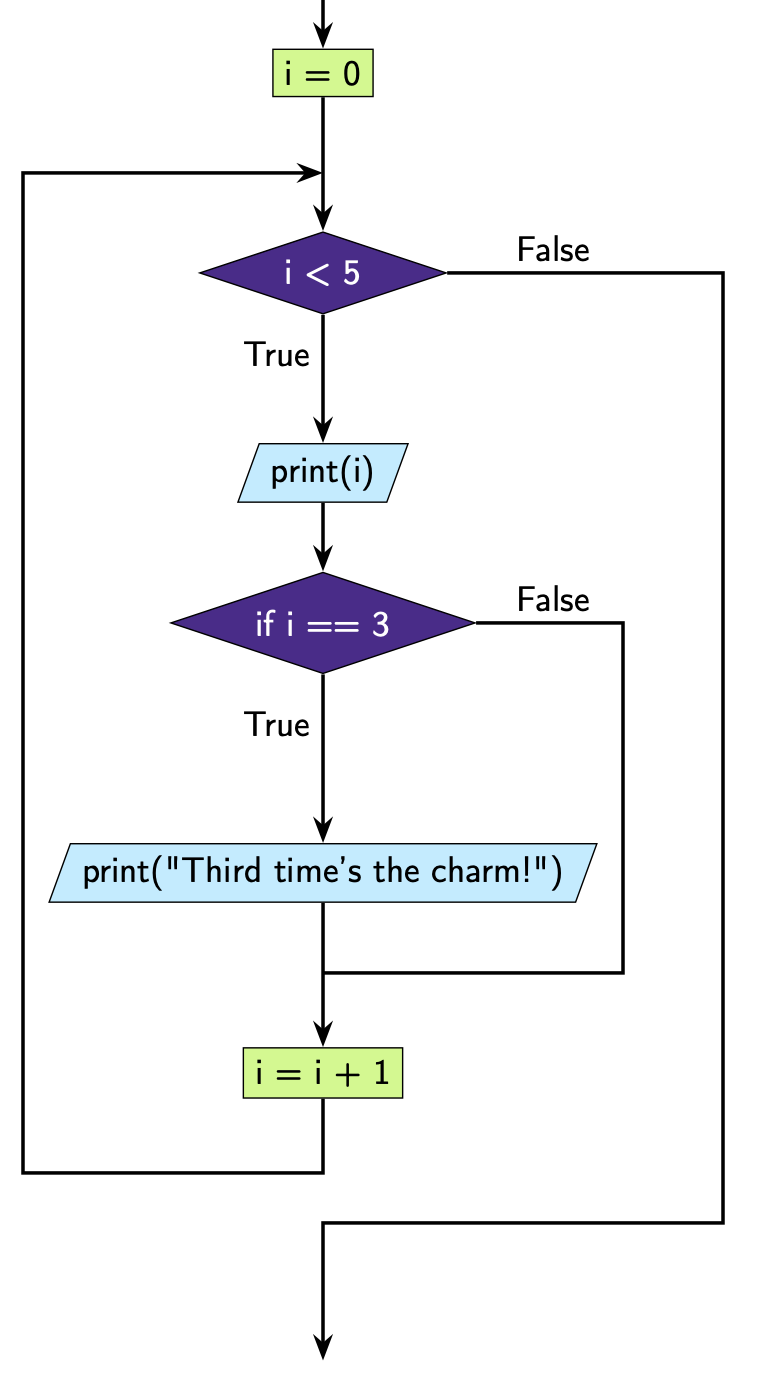 i = 0
i < 5
False
True
print(i)
if i == 3
False
True
print("Third time's the charm!")
i = i + 1